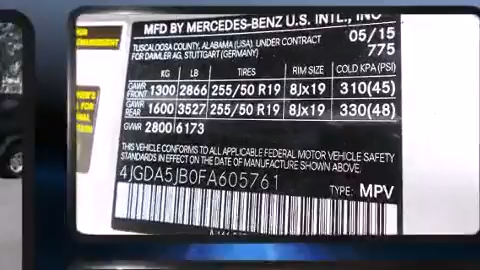 MFD BY MERCEDES-BENZ U.S. INTL., INC
TUSCALOOSA COUNTY, ALABAMA (USA). UNDER CONTRACT 05/15
FOR DAIMLER AG, STUTTGART (GERMANY) 775
KG LB TIRES RIM SIZE COLD KPA (PSI)
GAWR FRONT 1300 2866 255/50 R19 8Jx19 310(45)
GAWR REAR 1600 3527 255/50 R19 8Jx19 330(48)
GVWR 2800 6173
THIS VEHICLE CONFORMS TO ALL APPLICABLE FEDERAL MOTOR VEHICLE SAFETY
STANDARDS IN EFFECT ON THE DATE OF MANUFACTURE SHOWN ABOVE.
4JGDA5JB0FA605761
TYPE: MPV